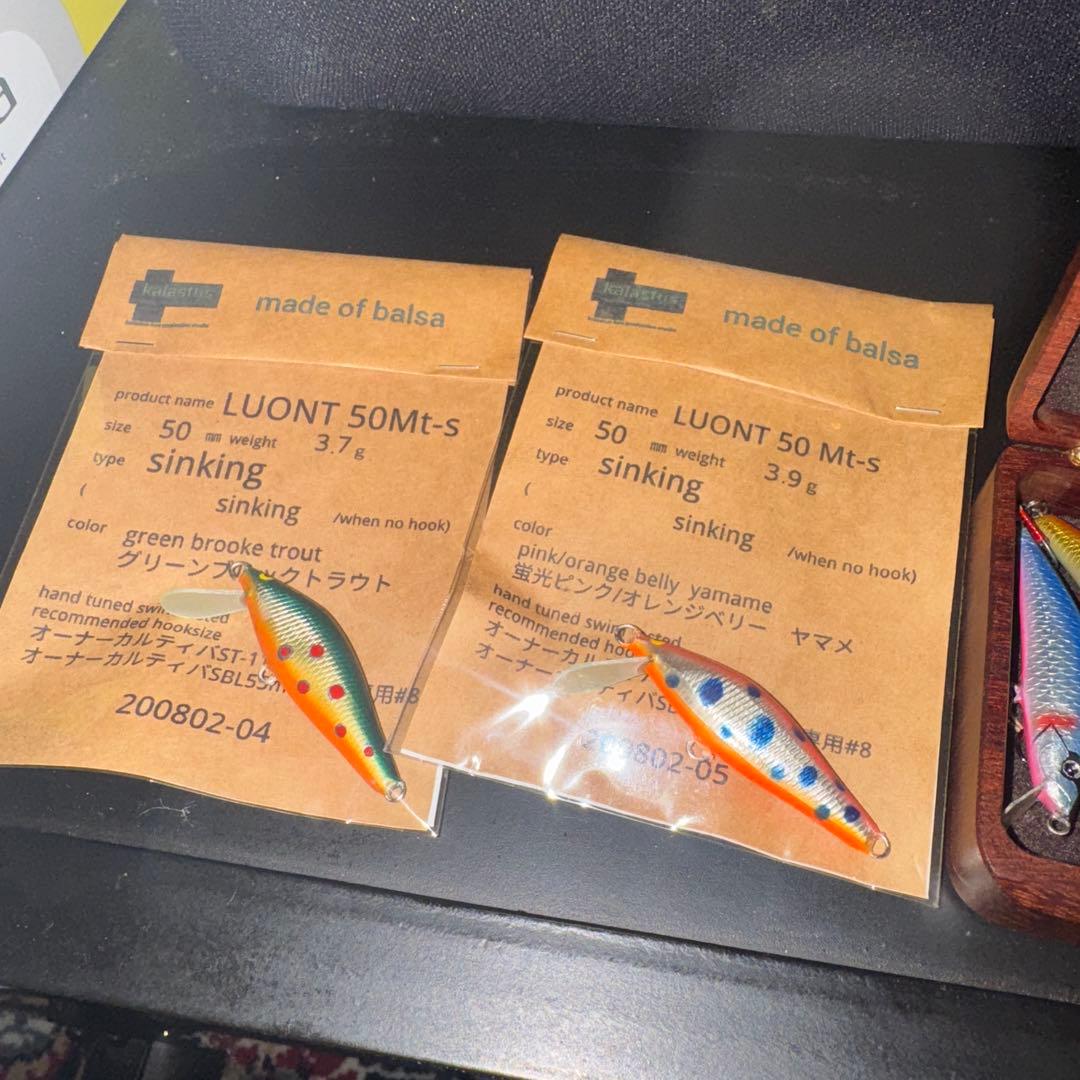 kalastus
made of balsa
product name LUONT 50Mt-s
size 50 mm weight 3.7 g
type sinking
( sinking /when no hook)
color green brooke trout
グリーンブ ックトラウト
hand tuned swim
recommended hooksize
オーナーカルティバST-1
オーナーカルティバSBL55 用#8
200802-04
kalastus
made of balsa
product name LUONT 50 Mt-s
size 50 mm weight 3.9 g
type sinking
( sinking /when no hook)
color
pink/orange belly yamame
蛍光ピンク/オレンジベリー ヤマメ
hand tuned swim
recommended
オーナーカル
オーナーカルティバ 専用#8
200802-05